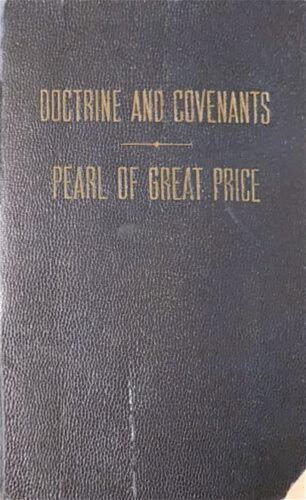 DOCTRINE AND COVENANTS
PEARL OF GREAT PRICE